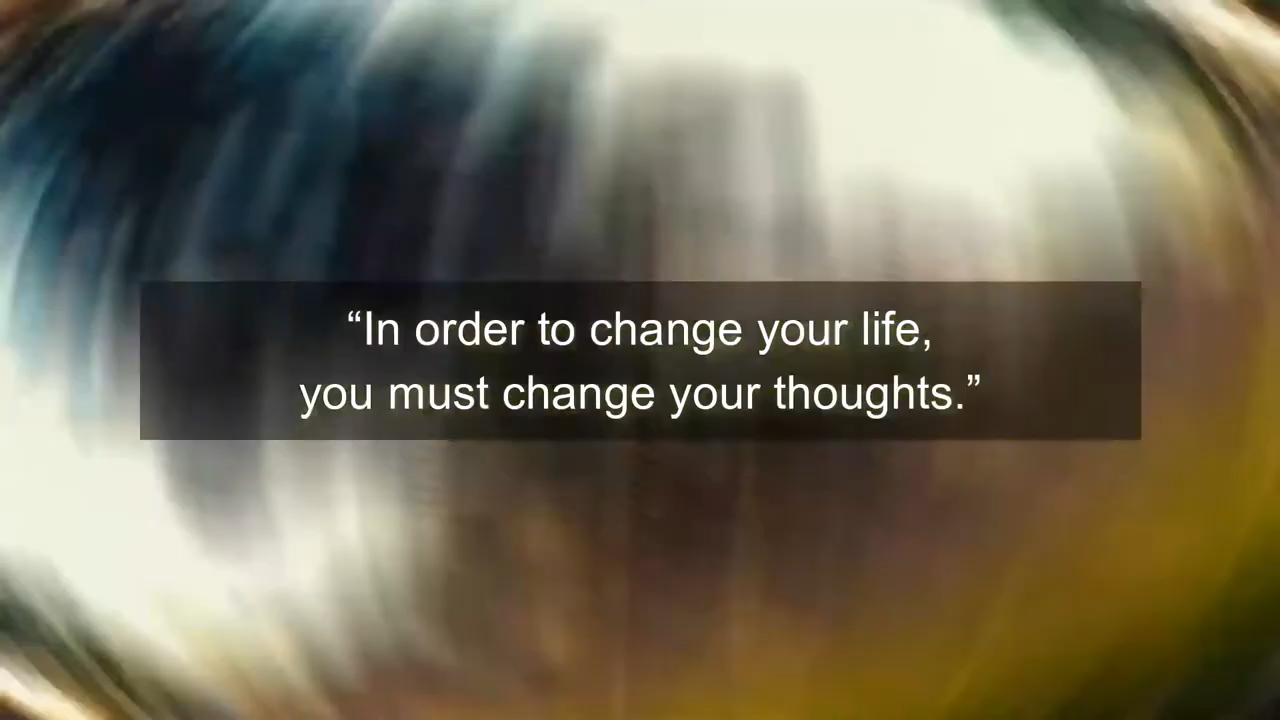 “In order to change your life,
you must change your thoughts.”